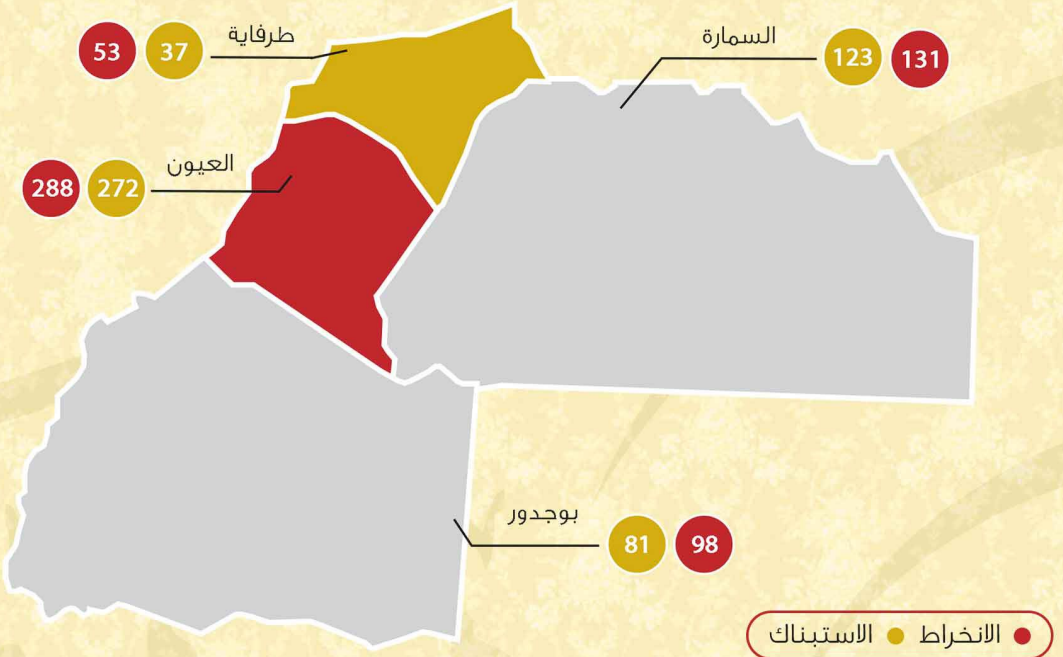 السمارة
123 131
طرفاية
53 37
العيون
288 272
بوجدور
81 98
الانخراط الاستبناك